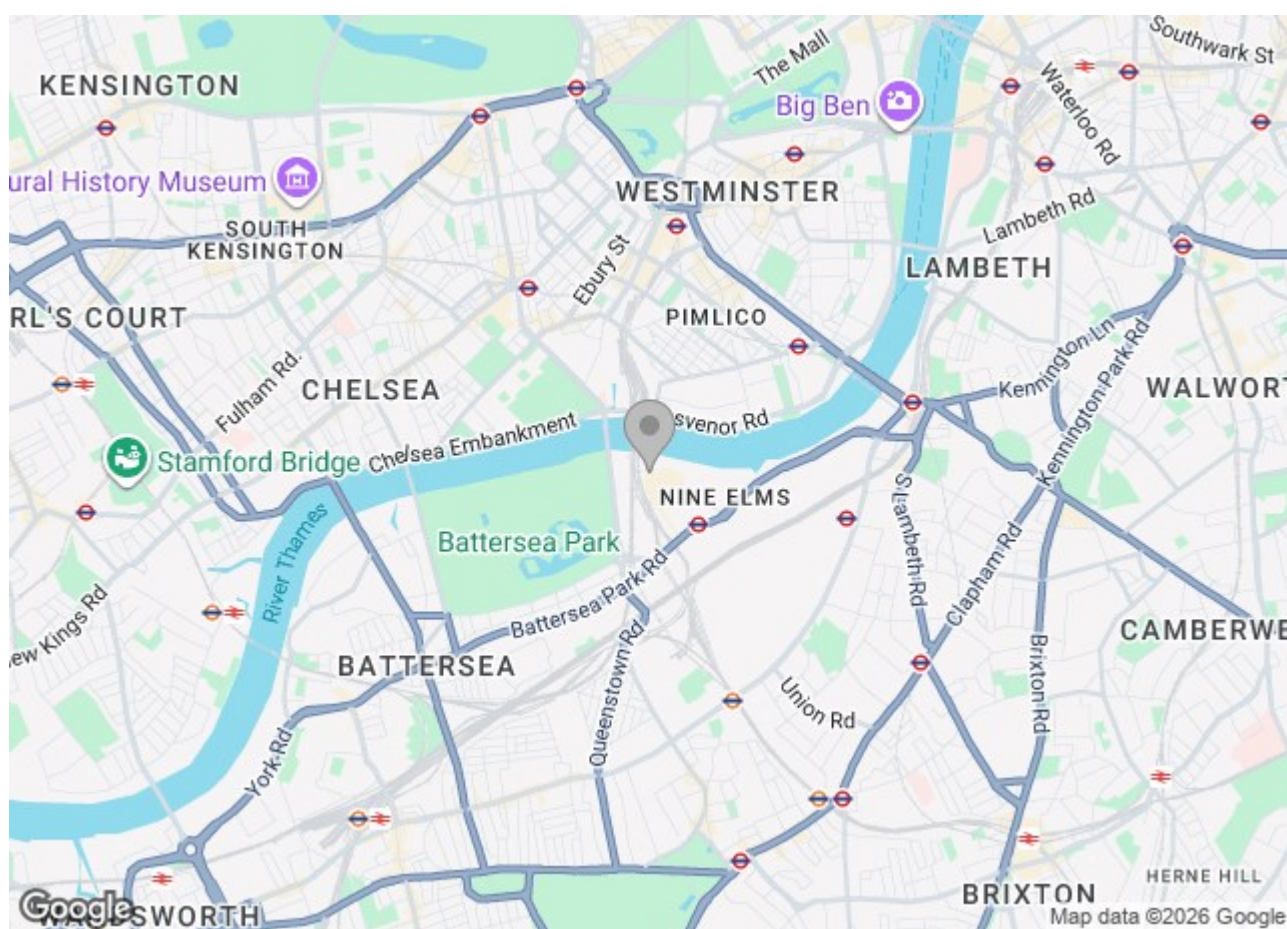 Southwark St
The Mall
KENSINGTON
Big Ben
Waterloo Rd
ural History Museum
WESTMINSTER
SOUTH
KENSINGTON
Lambeth Rd
Ebury St
LAMBETH
RL'S COURT
PIMLICO
Kennington Ln
Fulham Rd.
CHELSEA
Kennington Park Rd
WALWORT
svenor Rd
Chelsea Embankment
Stamford Bridge
NINE ELMS
S Lambeth Rd
River Thames
Battersea Park
Clapham Rd
ew Kings Rd
Battersea Park Rd
CAMBERWE
BATTERSEA
Queenstown Rd
Brixton Rd
Union Rd
York Rd
HERNE HILL
BRIXTON
Google
WANDSWORTH
Map data ©2026 Google